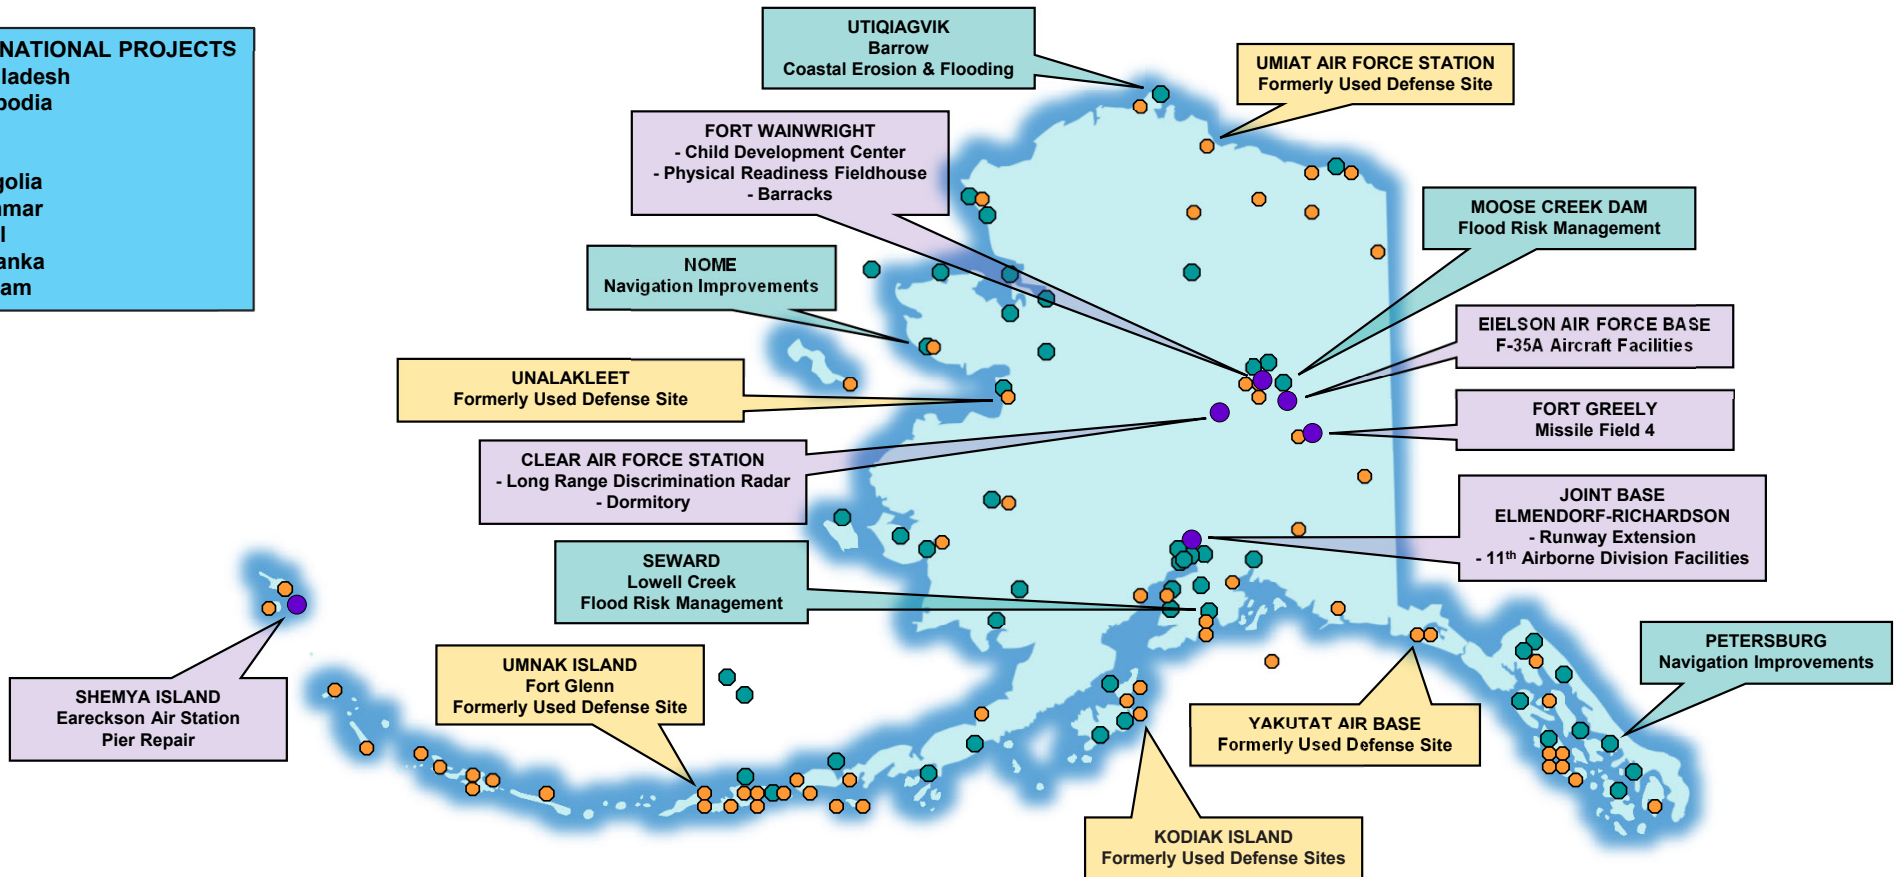 NATIONAL PROJECTS
ladesh
bodia
golia
nmar
l
anka
am
UTIQIAGVIK
Barrow
Coastal Erosion & Flooding
UMIAT AIR FORCE STATION
Formerly Used Defense Site
FORT WAINWRIGHT
- Child Development Center
- Physical Readiness Fieldhouse
- Barracks
MOOSE CREEK DAM
Flood Risk Management
NOME
Navigation Improvements
EIELSON AIR FORCE BASE
F-35A Aircraft Facilities
UNALAKLEET
Formerly Used Defense Site
FORT GREELY
Missile Field 4
CLEAR AIR FORCE STATION
- Long Range Discrimination Radar
- Dormitory
JOINT BASE
ELMENDORF-RICHARDSON
- Runway Extension
- 11th Airborne Division Facilities
SEWARD
Lowell Creek
Flood Risk Management
PETERSBURG
Navigation Improvements
UMNAK ISLAND
Fort Glenn
Formerly Used Defense Site
SHEMYA ISLAND
Eareckson Air Station
Pier Repair
YAKUTAT AIR BASE
Formerly Used Defense Site
KODIAK ISLAND
Formerly Used Defense Sites